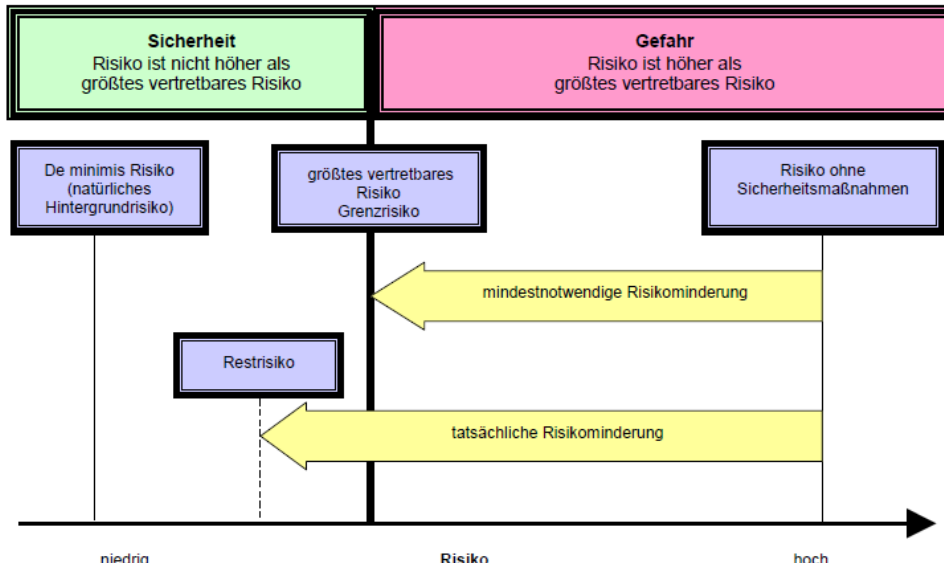 Sicherheit
Risiko ist nicht höher als
größtes vertretbares Risiko
Gefahr
Risiko ist höher als
größtes vertretbares Risiko
De minimis Risiko
(natürliches
Hintergrundrisiko)
größtes vertretbares
Risiko
Grenzrisiko
Risiko ohne
Sicherheitsmaßnahmen
mindestnotwendige Risikominderung
Restrisiko
tatsächliche Risikominderung
niedrig
Risiko
hoch